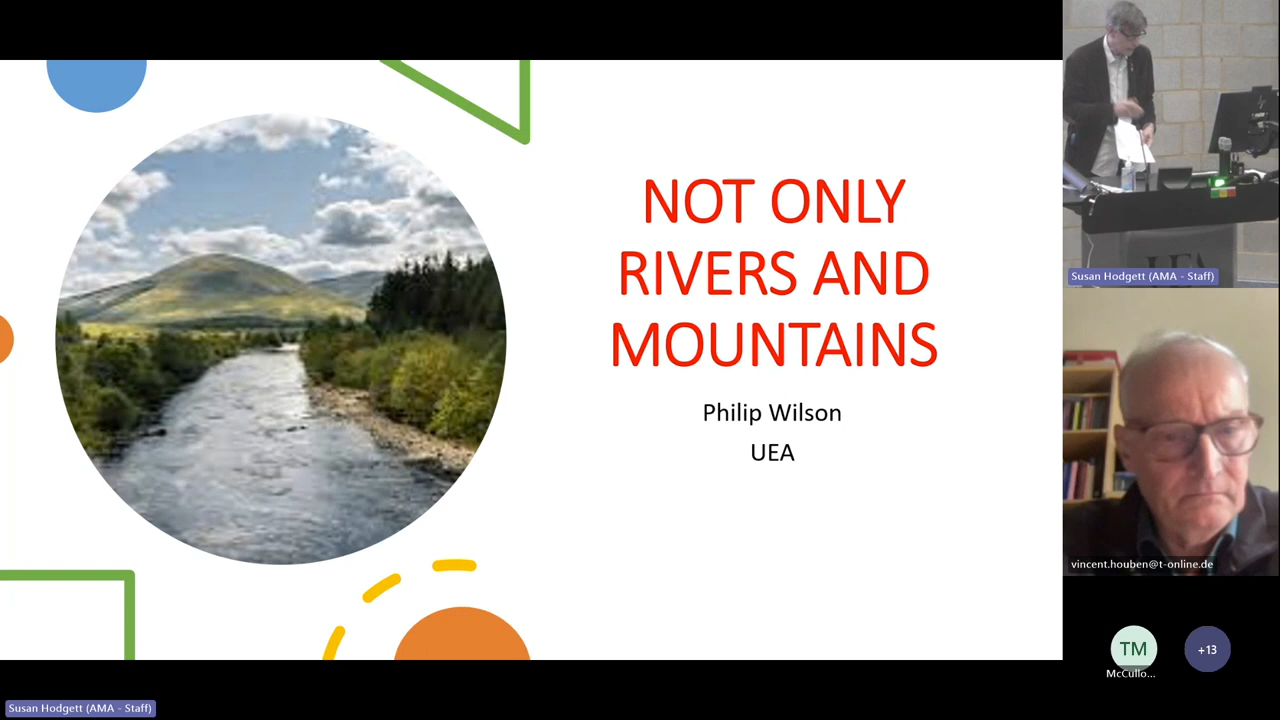 NOT ONLY
RIVERS AND
MOUNTAINS
Philip Wilson
UEA
Susan Hodgett (AMA - Staff)
UEA
vincent.houben@t-online.de
TM
McCullo...
+13
Susan Hodgett (AMA - Staff)